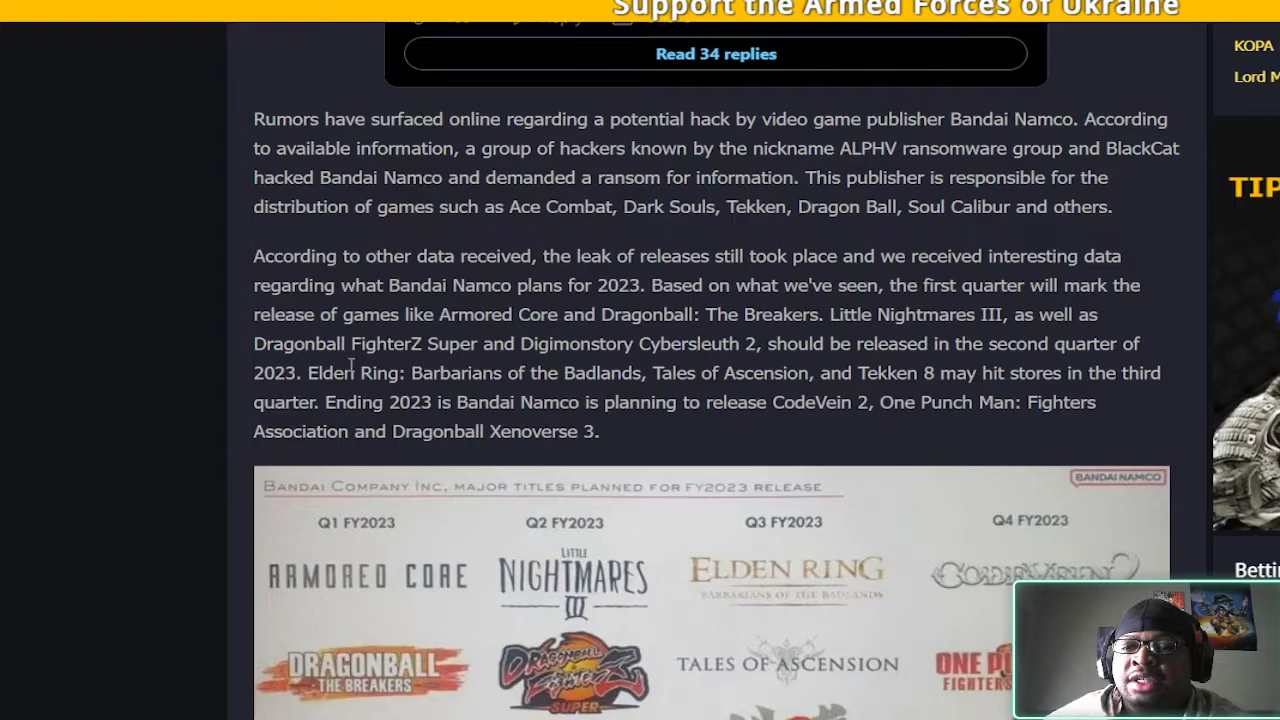 Support the Armed Forces of Ukraine
Read 34 replies
KOPA
Lord M
Rumors have surfaced online regarding a potential hack by video game publisher Bandai Namco. According
to available information, a group of hackers known by the nickname ALPHV ransomware group and BlackCat
hacked Bandai Namco and demanded a ransom for information. This publisher is responsible for the
distribution of games such as Ace Combat, Dark Souls, Tekken, Dragon Ball, Soul Calibur and others.
TIP
According to other data received, the leak of releases still took place and we received interesting data
regarding what Bandai Namco plans for 2023. Based on what we've seen, the first quarter will mark the
release of games like Armored Core and Dragonball: The Breakers. Little Nightmares III, as well as
Dragonball FighterZ Super and Digimonstory Cybersleuth 2, should be released in the second quarter of
2023. Elden Ring: Barbarians of the Badlands, Tales of Ascension, and Tekken 8 may hit stores in the third
quarter. Ending 2023 is Bandai Namco is planning to release CodeVein 2, One Punch Man: Fighters
Association and Dragonball Xenoverse 3.
BANDAI COMPANY INC, MAJOR TITLES PLANNED FOR FY2023 RELEASE
BANDAI NAMCO
Q1 FY2023
Q2 FY2023
Q3 FY2023
Q4 FY2023
ARMORED CORE
LITTLE
NIGHTMARES
III
ELDEN RING
BARBARIANS OF THE BADLANDS
CODE VEIN 2
Bettin
DRAGONBALL
THE BREAKERS
DRAGONBALL
FIGHTERZ
SUPER
TALES OF ASCENSION
ONE PU
FIGHTERS